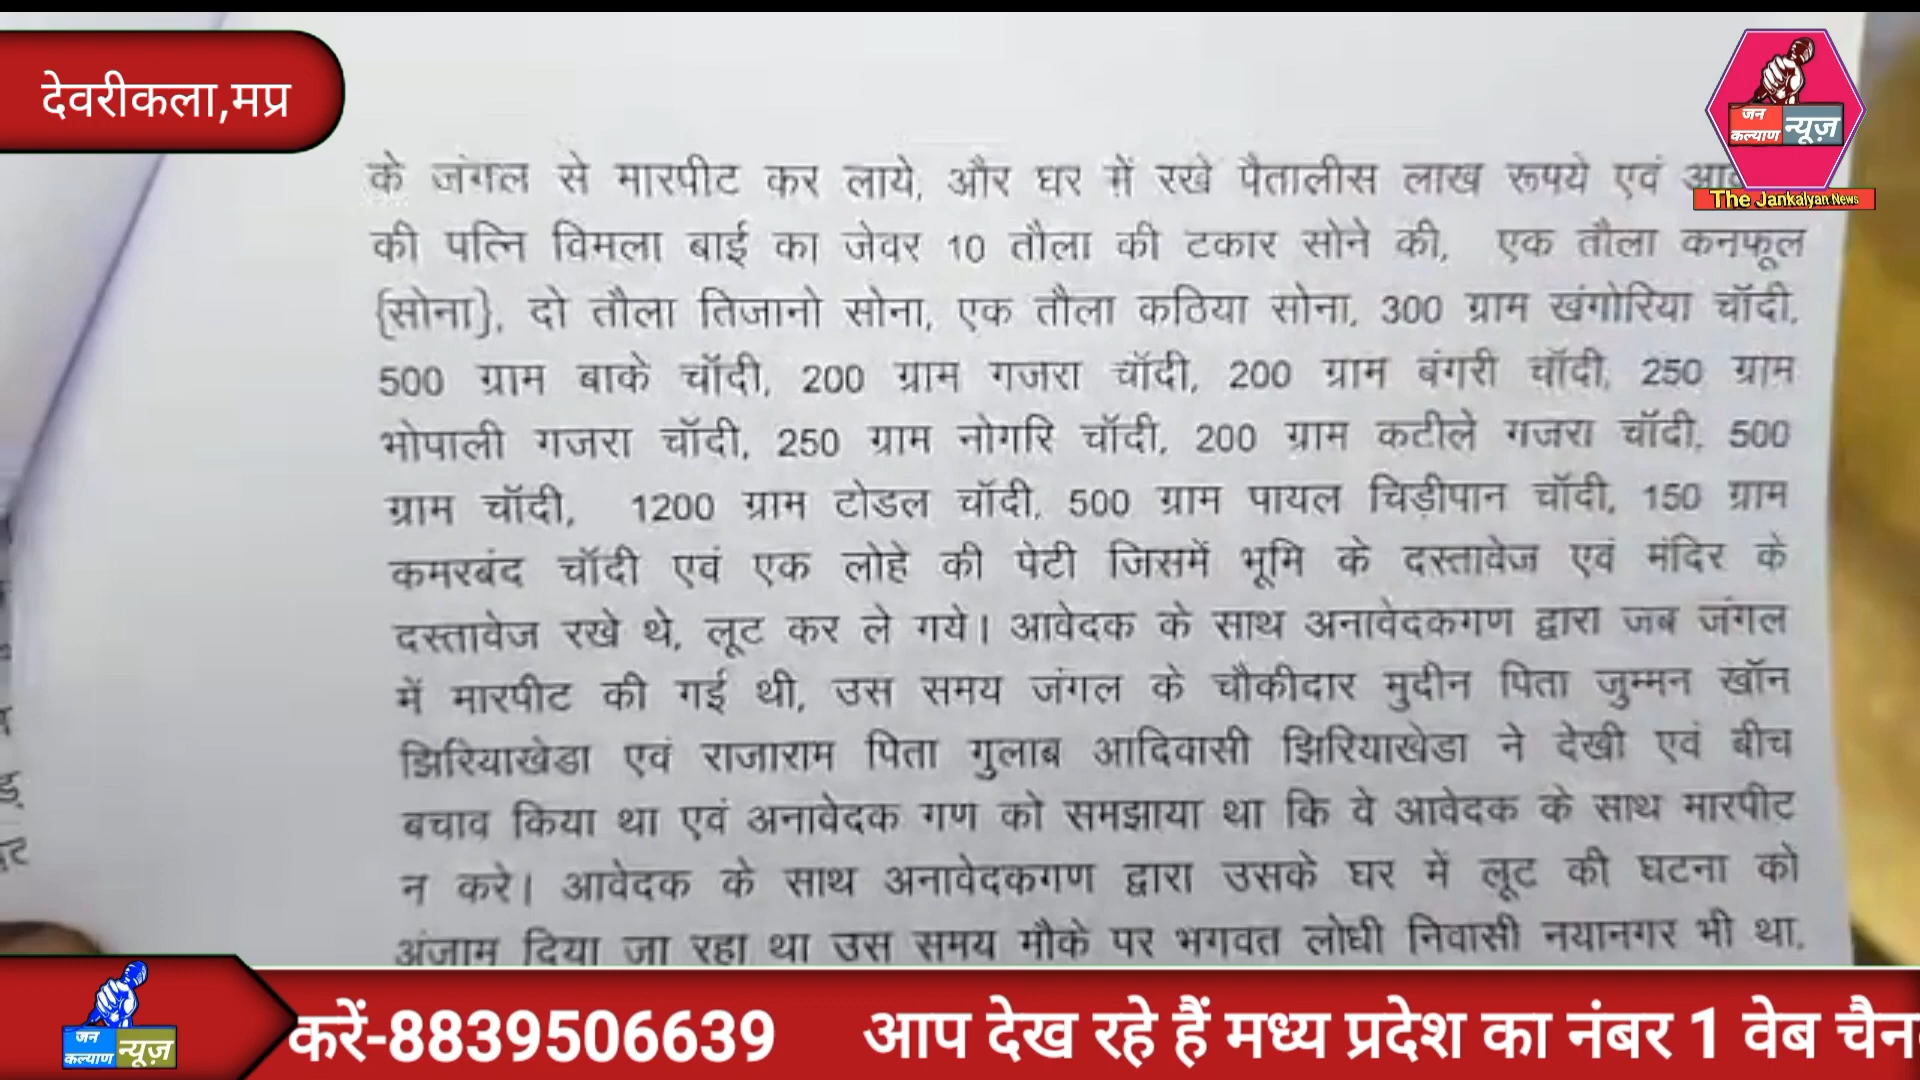 देवरीकला,मप्र
जन
कल्याण न्यूज़
The Jankalyan News
के जंगल से मारपीट कर लाये, और घर में रखे पैतालीस लाख रूपये एवं
की पत्नि विमला बाई का जेवर 10 तौला की टकार सोने की, एक तौला कनफूल
{सोना}, दो तौला तिजानो सोना, एक तौला कठिया सोना, 300 ग्राम खंगोरिया चॉदी,
500 ग्राम बाके चॉदी, 200 ग्राम गजरा चॉदी, 200 ग्राम बंगरी चॉदी, 250 ग्राम
भोपाली गजरा चॉदी, 250 ग्राम नोगरि चॉदी, 200 ग्राम कटीले गजरा चॉदी, 500
ग्राम चॉदी, 1200 ग्राम टोडल चॉदी, 500 ग्राम पायल चिड़ीपान चॉदी, 150 ग्राम
कमरबंद चॉदी एवं एक लोहे की पेटी जिसमें भूमि के दस्तावेज एवं मंदिर के
दस्तावेज रखे थे, लूट कर ले गये। आवेदक के साथ अनावेदकगण द्वारा जब जंगल
में मारपीट की गई थी, उस समय जंगल के चौकीदार मुदीन पिता जुम्मन खॉन
झिरियाखेडा एवं राजाराम पिता गुलाब आदिवासी झिरियाखेडा ने देखी एवं बीच
बचाव किया था एवं अनावेदक गण को समझाया था कि वे आवेदक के साथ मारपीट
न करे। आवेदक के साथ अनावेदकगण द्वारा उसके घर में लूट की घटना को
अंजाम दिया जा रहा था उस समय मौके पर भगवत लोधी निवासी नयानगर भी था,
जन
कल्याण न्यूज़
करें-8839506639 आप देख रहे हैं मध्य प्रदेश का नंबर 1 वेब